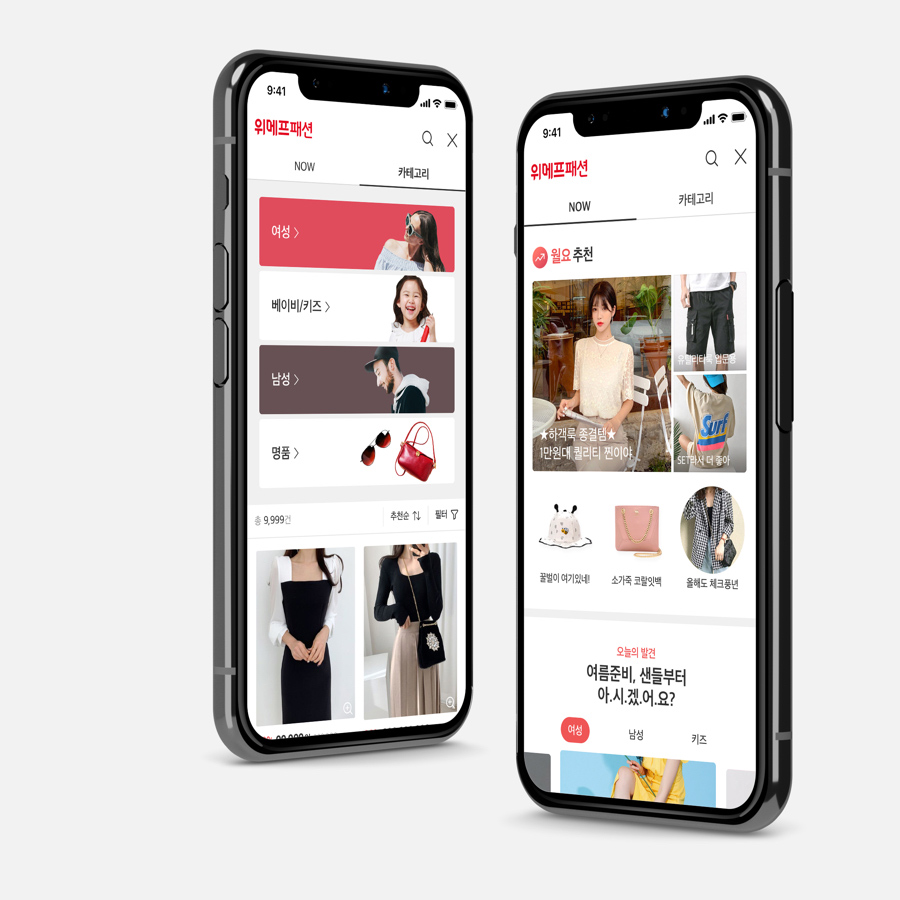 9:41
위메프패션
NOW
카테고리
여성
베이비/키즈
남성
명품
총 9,999건
추천순
필터
9:41
위메프패션
NOW
카테고리
월요 추천
★하객룩 종결템★
1만원대 퀄리티 찐이야
유틸리티룩 입문용
Surf
SET라서 더 좋아
꿀벌이 여기있네!
소가죽 코랄잇백
올해도 체크풍년
오늘의 발견
여름준비, 샌들부터
아.시.겠.어.요?
여성
남성
키즈